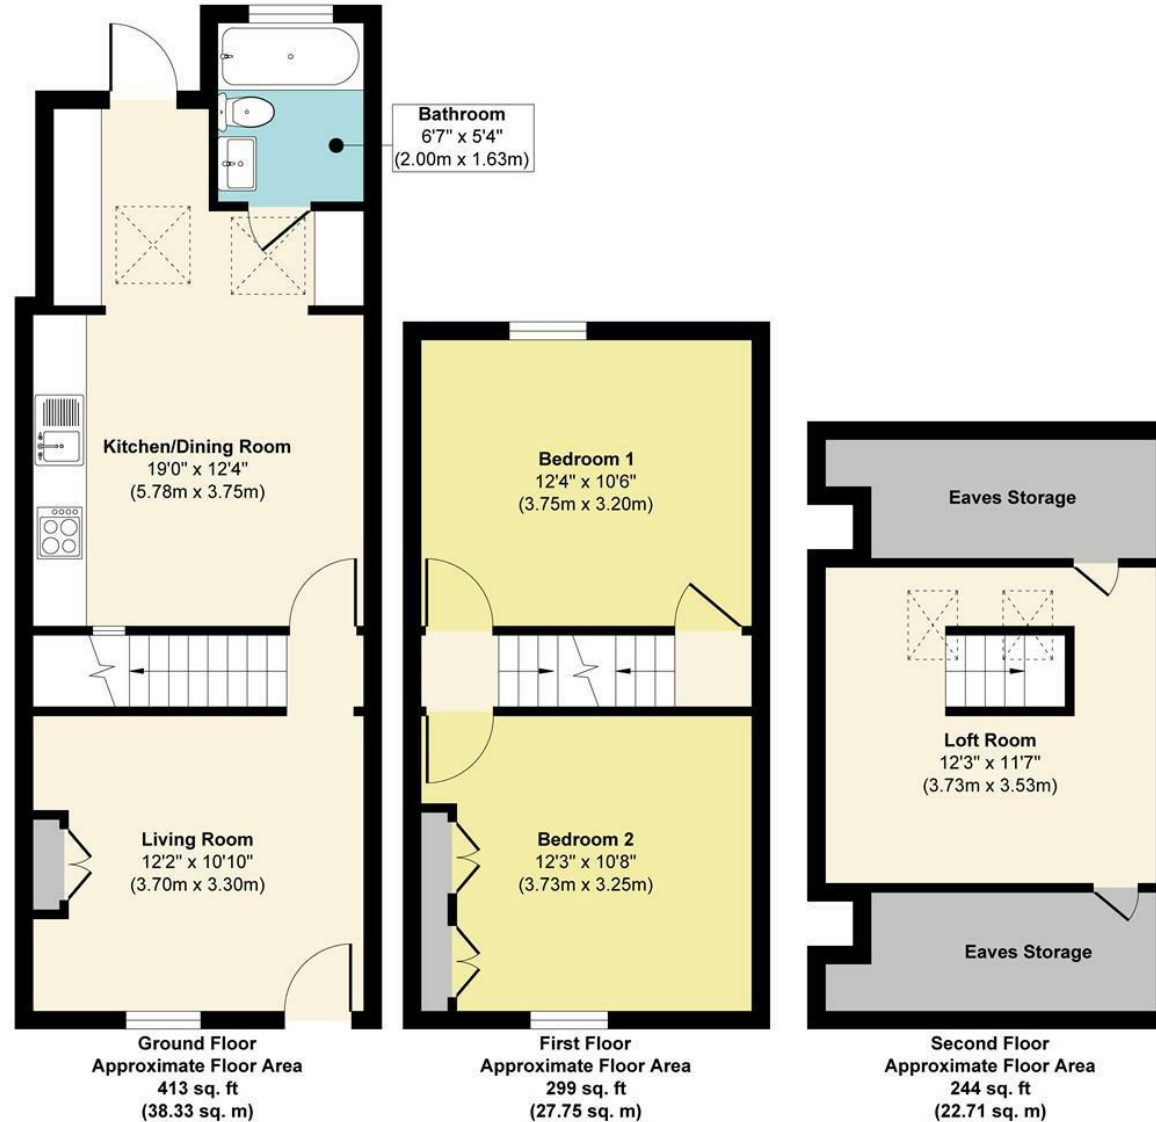 Bathroom
6'7" x 5'4"
(2.00m x 1.63m)
Kitchen/Dining Room
19'0" x 12'4"
(5.78m x 3.75m)
Living Room
12'2" x 10'10"
(3.70m x 3.30m)
Ground Floor
Approximate Floor Area
413 sq. ft
(38.33 sq. m)
Bedroom 1
12'4" x 10'6"
(3.75m x 3.20m)
Bedroom 2
12'3" x 10'8"
(3.73m x 3.25m)
First Floor
Approximate Floor Area
299 sq. ft
(27.75 sq. m)
Eaves Storage
Loft Room
12'3" x 11'7"
(3.73m x 3.53m)
Eaves Storage
Second Floor
Approximate Floor Area
244 sq. ft
(22.71 sq. m)